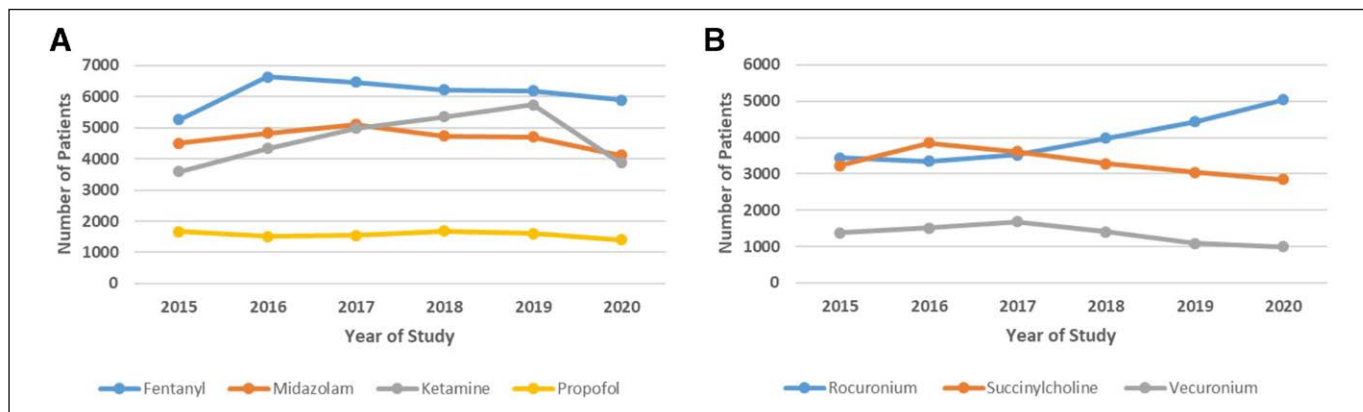 A
Number of Patients
7000
6000
5000
4000
3000
2000
1000
0
2015 2016 2017 2018 2019 2020
Year of Study
Fentanyl Midazolam Ketamine Propofol
B
Number of Patients
6000
5000
4000
3000
2000
1000
0
2015 2016 2017 2018 2019 2020
Year of Study
Rocuronium Succinylcholine Vecuronium